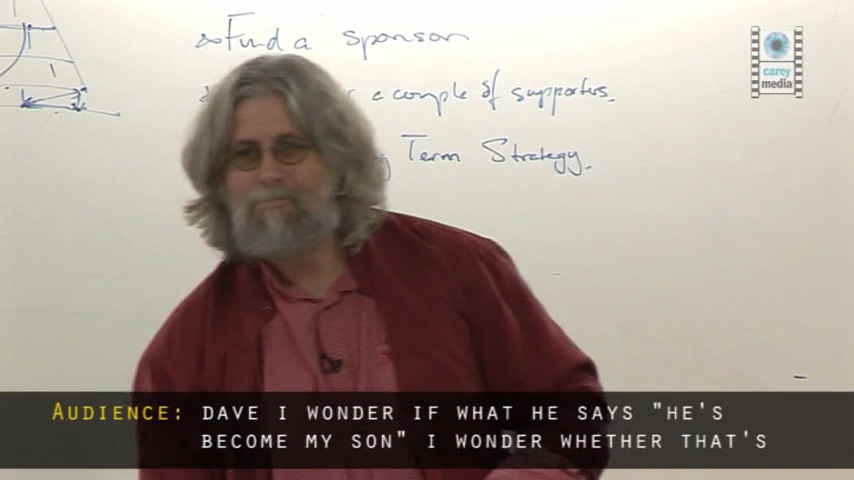 Find a sponsor
a couple of supporters.
Term Strategy.
carey
media
AUDIENCE: DAVE I WONDER IF WHAT HE SAYS "HE'S
BECOME MY SON" I WONDER WHETHER THAT'S